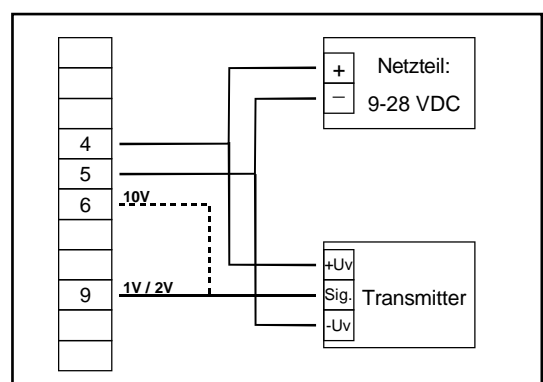 +
Netzteil:
−
9-28 VDC
4
5
6
10V
+Uv
9
1V / 2V
Sig.
Transmitter
-Uv